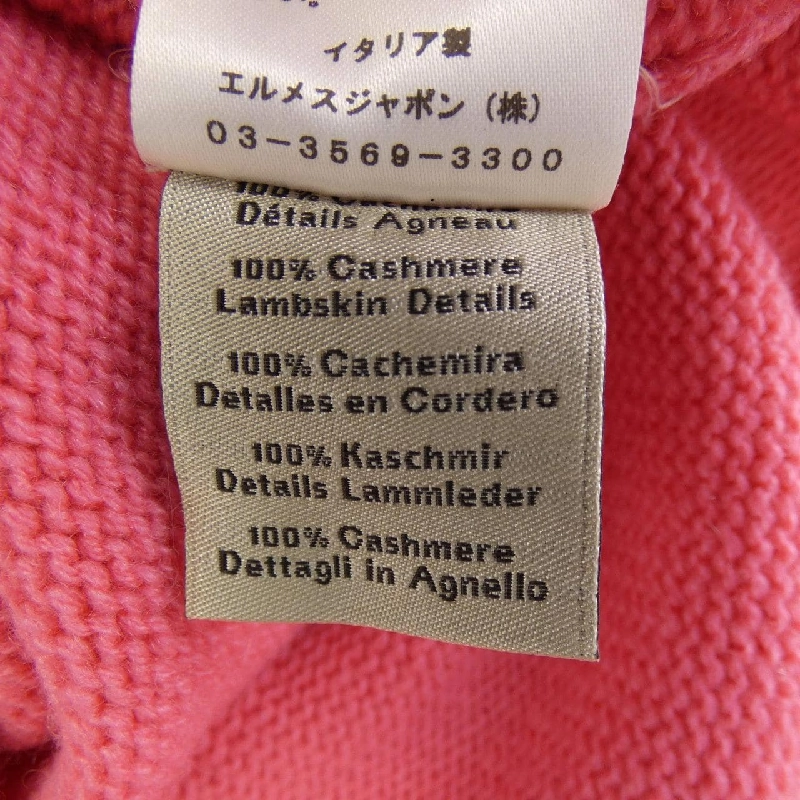 イタリア製
エルメスジャポン（株）
03-3569-3300
Détails Agneau
100% Cashmere
Lambskin Details
100% Cachemira
Detalles en Cordero
100% Kaschmir
Details Lammleder
100% Cashmere
Dettagli in Agnello